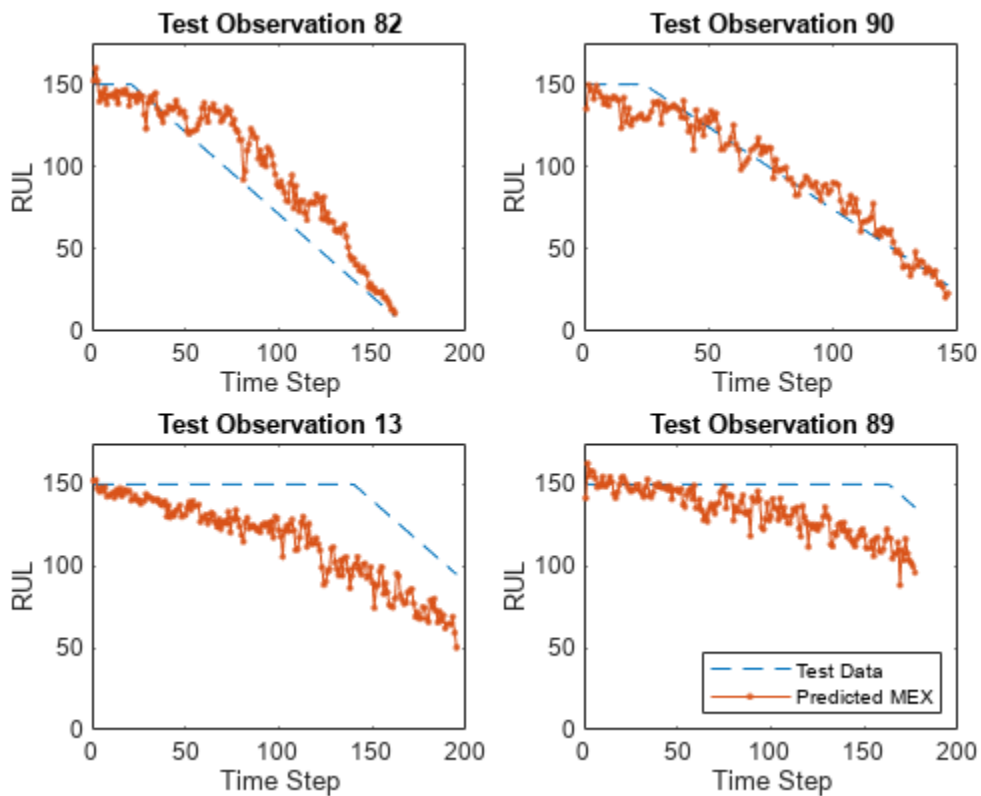 Test Observation 82
150
100
50
0
RUL
0 50 100 150 200
Time Step
Test Observation 90
150
100
50
0
RUL
0 50 100 150
Time Step
Test Observation 13
150
100
50
0
RUL
0 50 100 150 200
Time Step
Test Observation 89
150
100
50
0
RUL
Test Data
Predicted MEX
0 50 100 150 200
Time Step